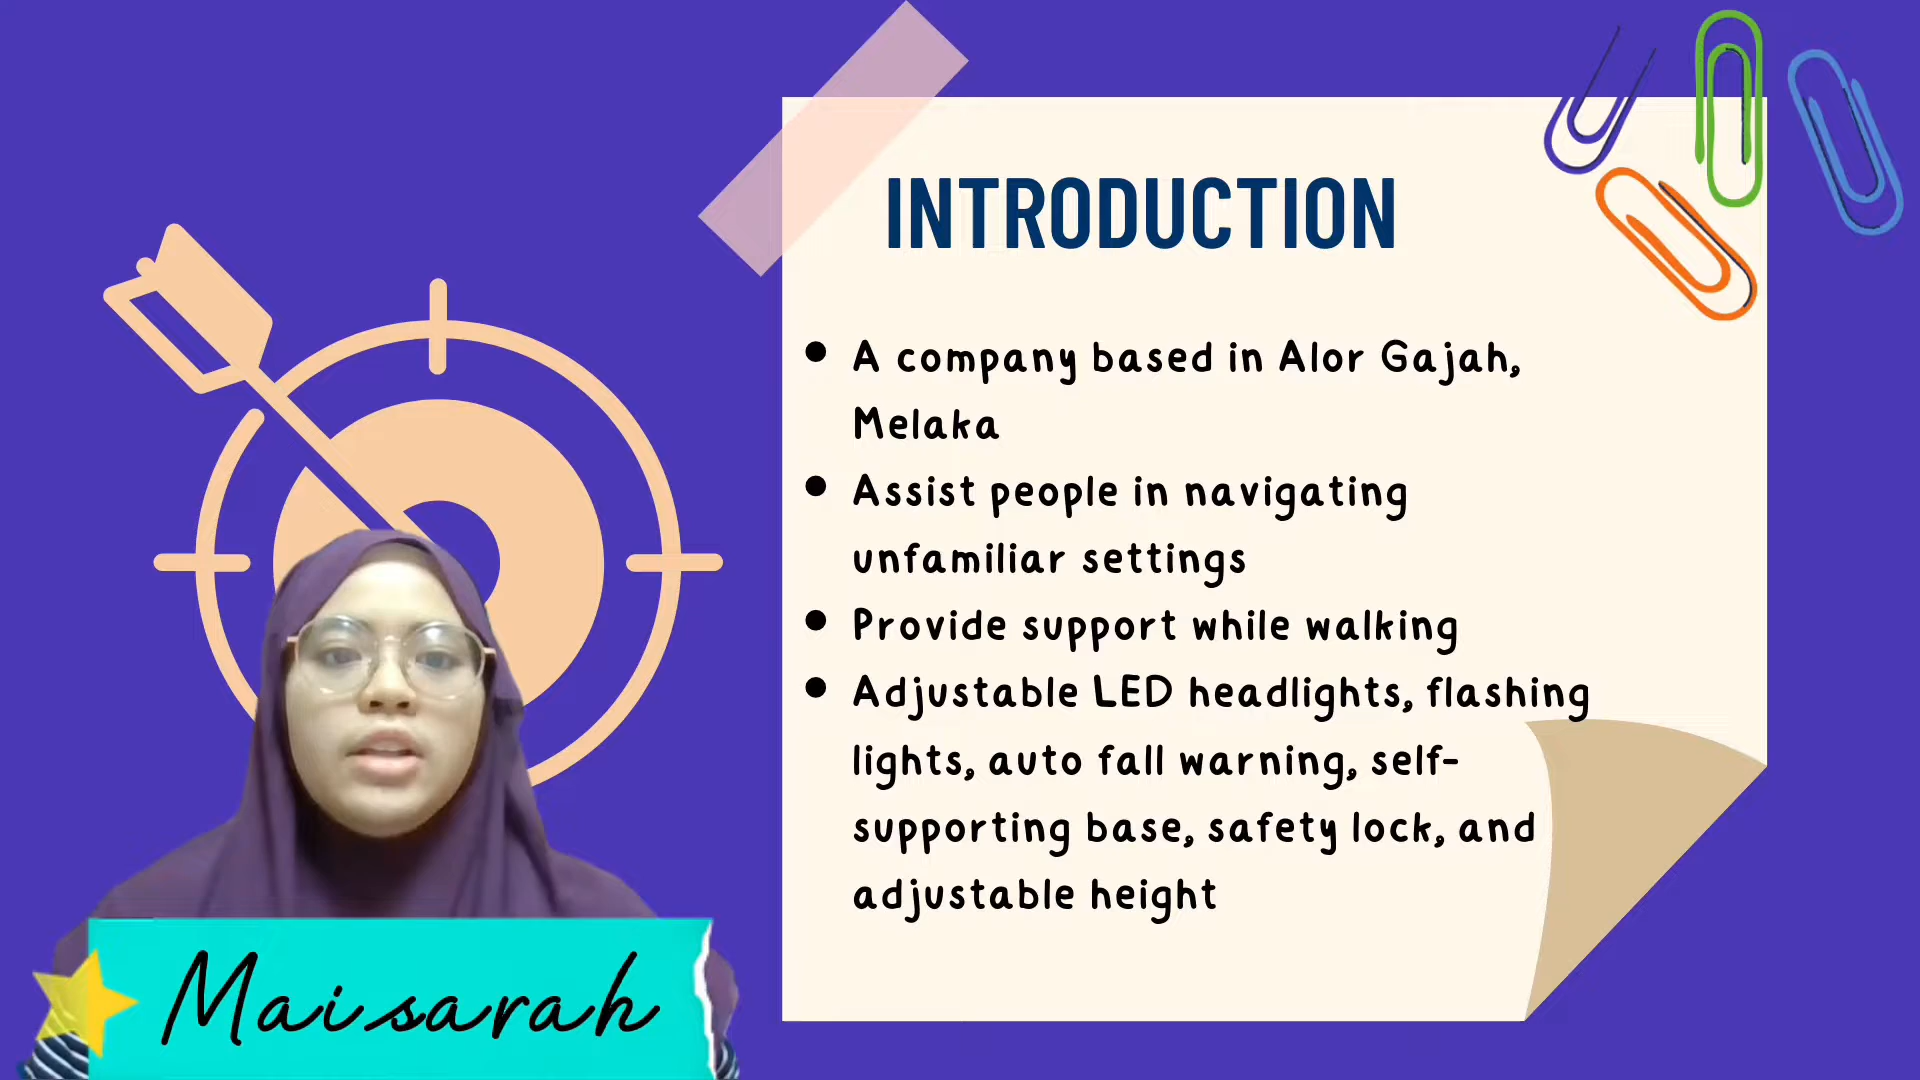 INTRODUCTION
A company based in Alor Gajah,
Melaka
Assist people in navigating
unfamiliar settings
Provide support while walking
Adjustable LED headlights, flashing
lights, auto fall warning, self-
supporting base, safety lock, and
adjustable height
Maisarah